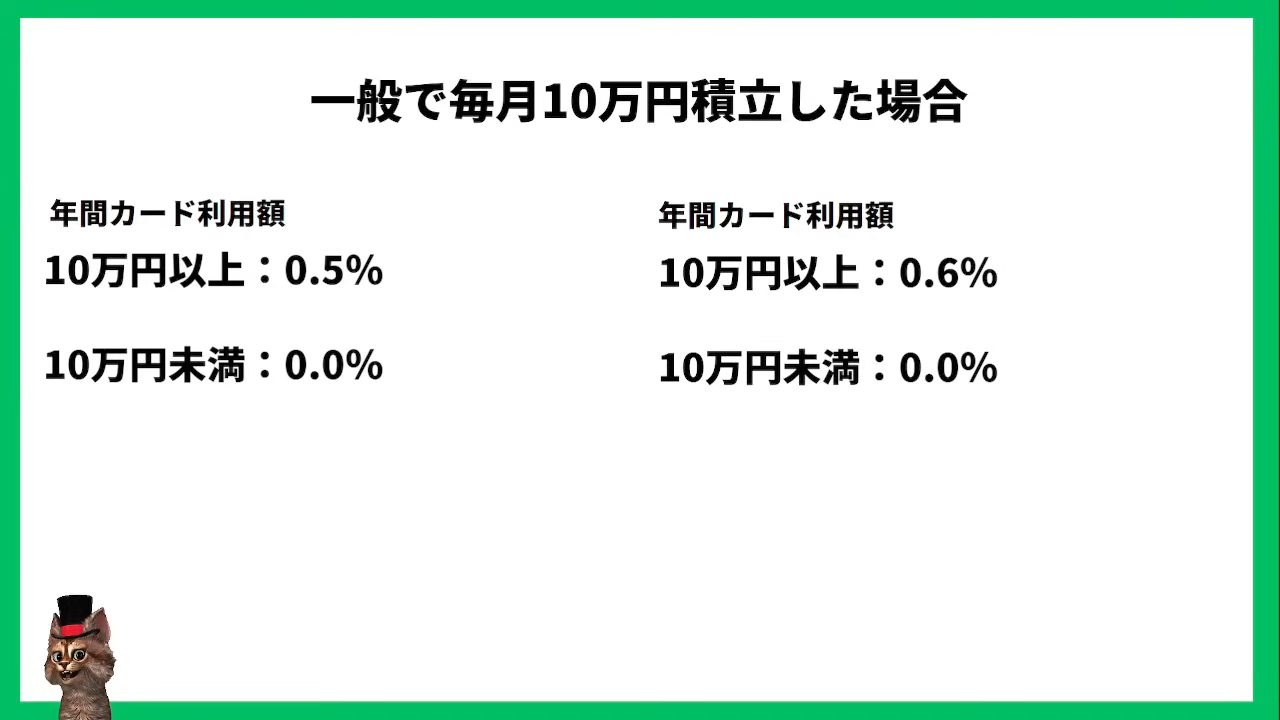 一般で毎月10万円積立した場合
年間カード利用額
10万円以上：0.5%
10万円未満：0.0%
年間カード利用額
10万円以上：0.6%
10万円未満：0.0%